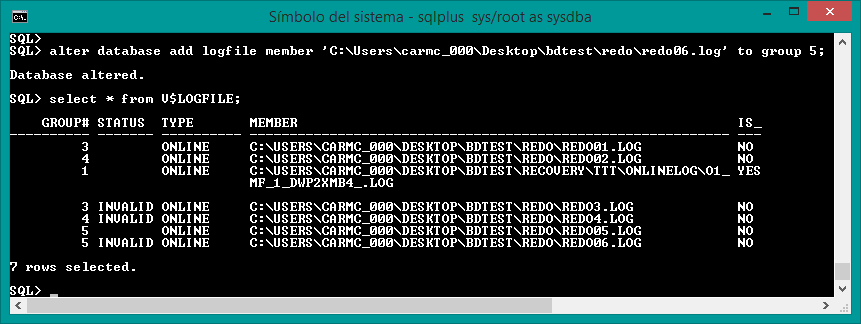 Símbolo del sistema - sqlplus sys/root as sysdba
SQL>
SQL> alter database add logfile member 'C:\Users\carmc_000\Desktop\bdtest\redo\redo06.log' to group 5;
Database altered.
SQL> select * from V$LOGFILE;
GROUP# STATUS TYPE MEMBER IS_
---------- ------- ------- ------------------------------------------------------------ ---
3 ONLINE C:\USERS\CARMC_000\DESKTOP\BDTEST\REDO\REDO01.LOG NO
4 ONLINE C:\USERS\CARMC_000\DESKTOP\BDTEST\REDO\REDO02.LOG NO
1 ONLINE C:\USERS\CARMC_000\DESKTOP\BDTEST\RECOVERY\TTT\ONLINELOG\O1_ YES
MF_1_DWP2XMB4_.LOG
3 INVALID ONLINE C:\USERS\CARMC_000\DESKTOP\BDTEST\REDO\REDO3.LOG NO
4 INVALID ONLINE C:\USERS\CARMC_000\DESKTOP\BDTEST\REDO\REDO4.LOG NO
5 ONLINE C:\USERS\CARMC_000\DESKTOP\BDTEST\REDO\REDO05.LOG NO
5 INVALID ONLINE C:\USERS\CARMC_000\DESKTOP\BDTEST\REDO\REDO06.LOG NO
7 rows selected.
SQL>